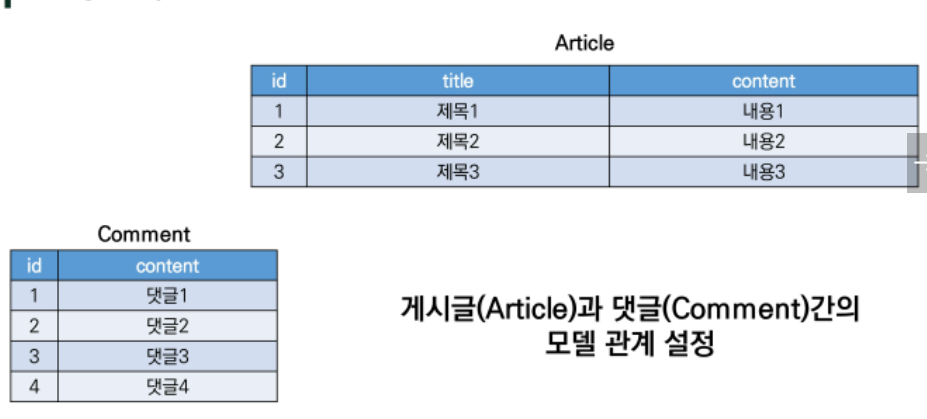 Article
id title content
1 제목1 내용1
2 제목2 내용2
3 제목3 내용3
Comment
id content
1 댓글1
2 댓글2
3 댓글3
4 댓글4
게시글(Article)과 댓글(Comment)간의
모델 관계 설정